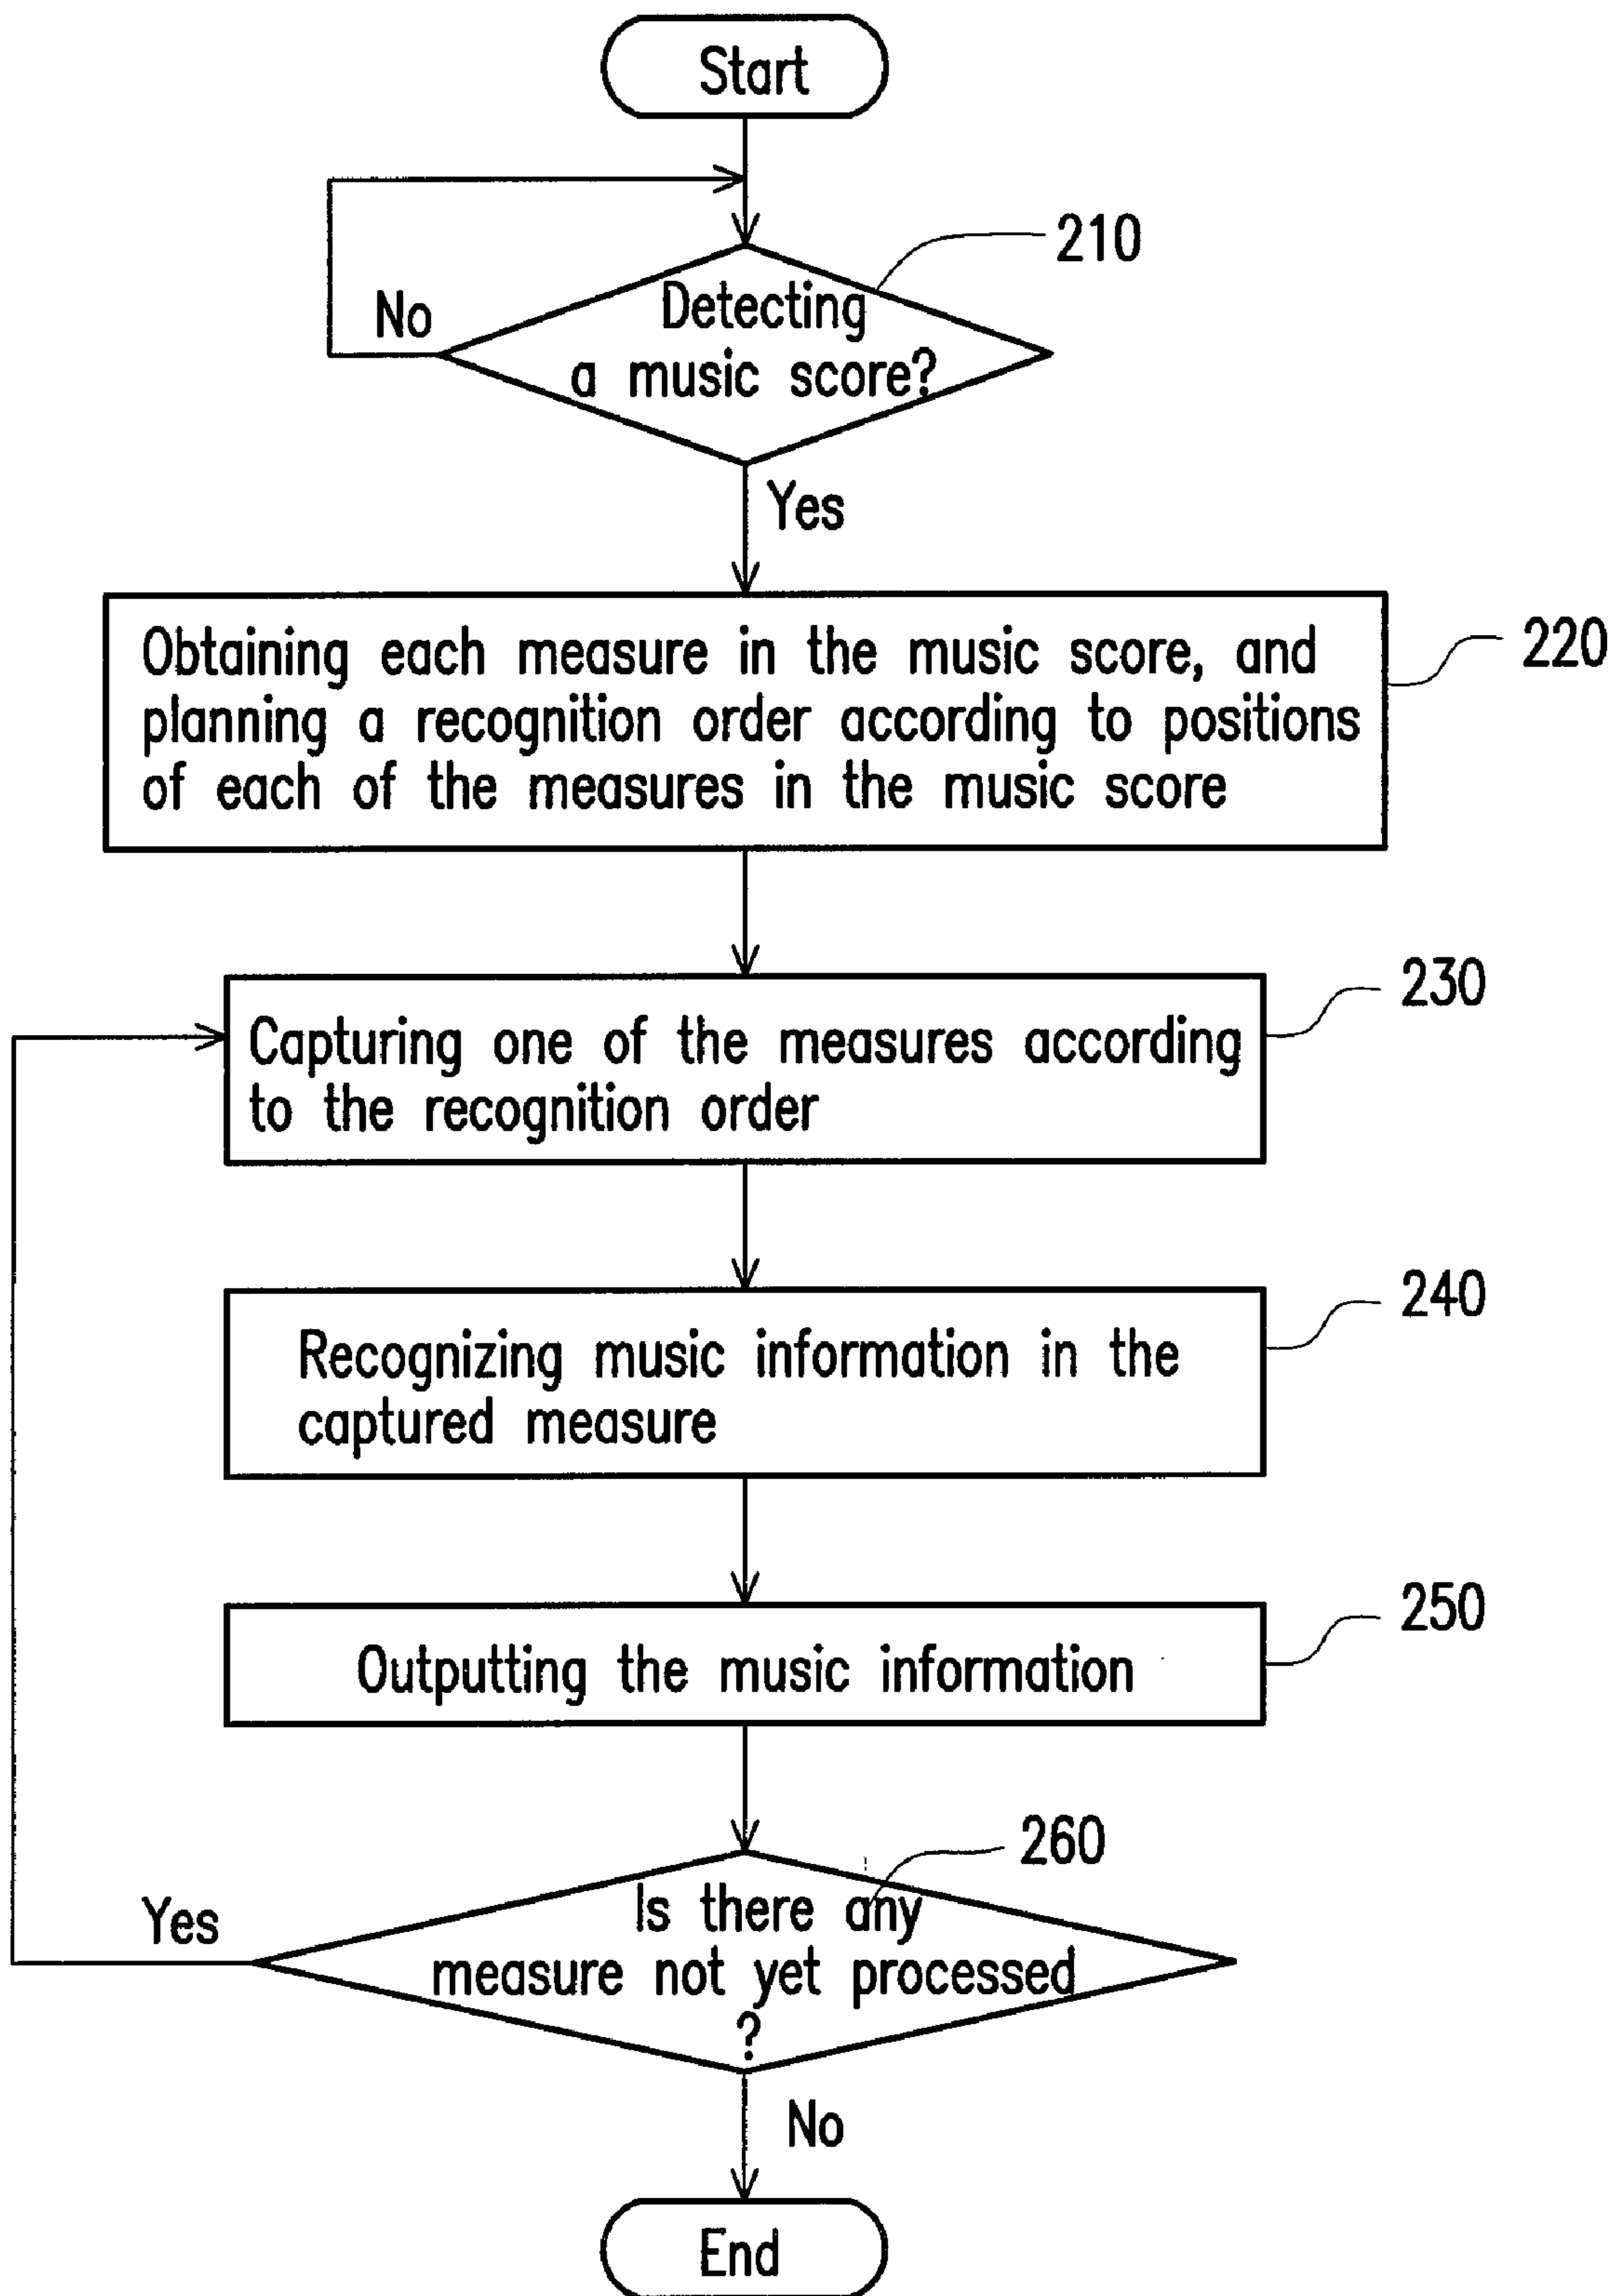 Start
210
Detecting
a music score?
No
Yes
Obtaining each measure in the music score, and
planning a recognition order according to positions
of each of the measures in the music score
220
Capturing one of the measures according
to the recognition order
230
Recognizing music information in the
captured measure
240
Outputting the music information
250
260
Is there any
measure not yet processed
?
Yes
No
End